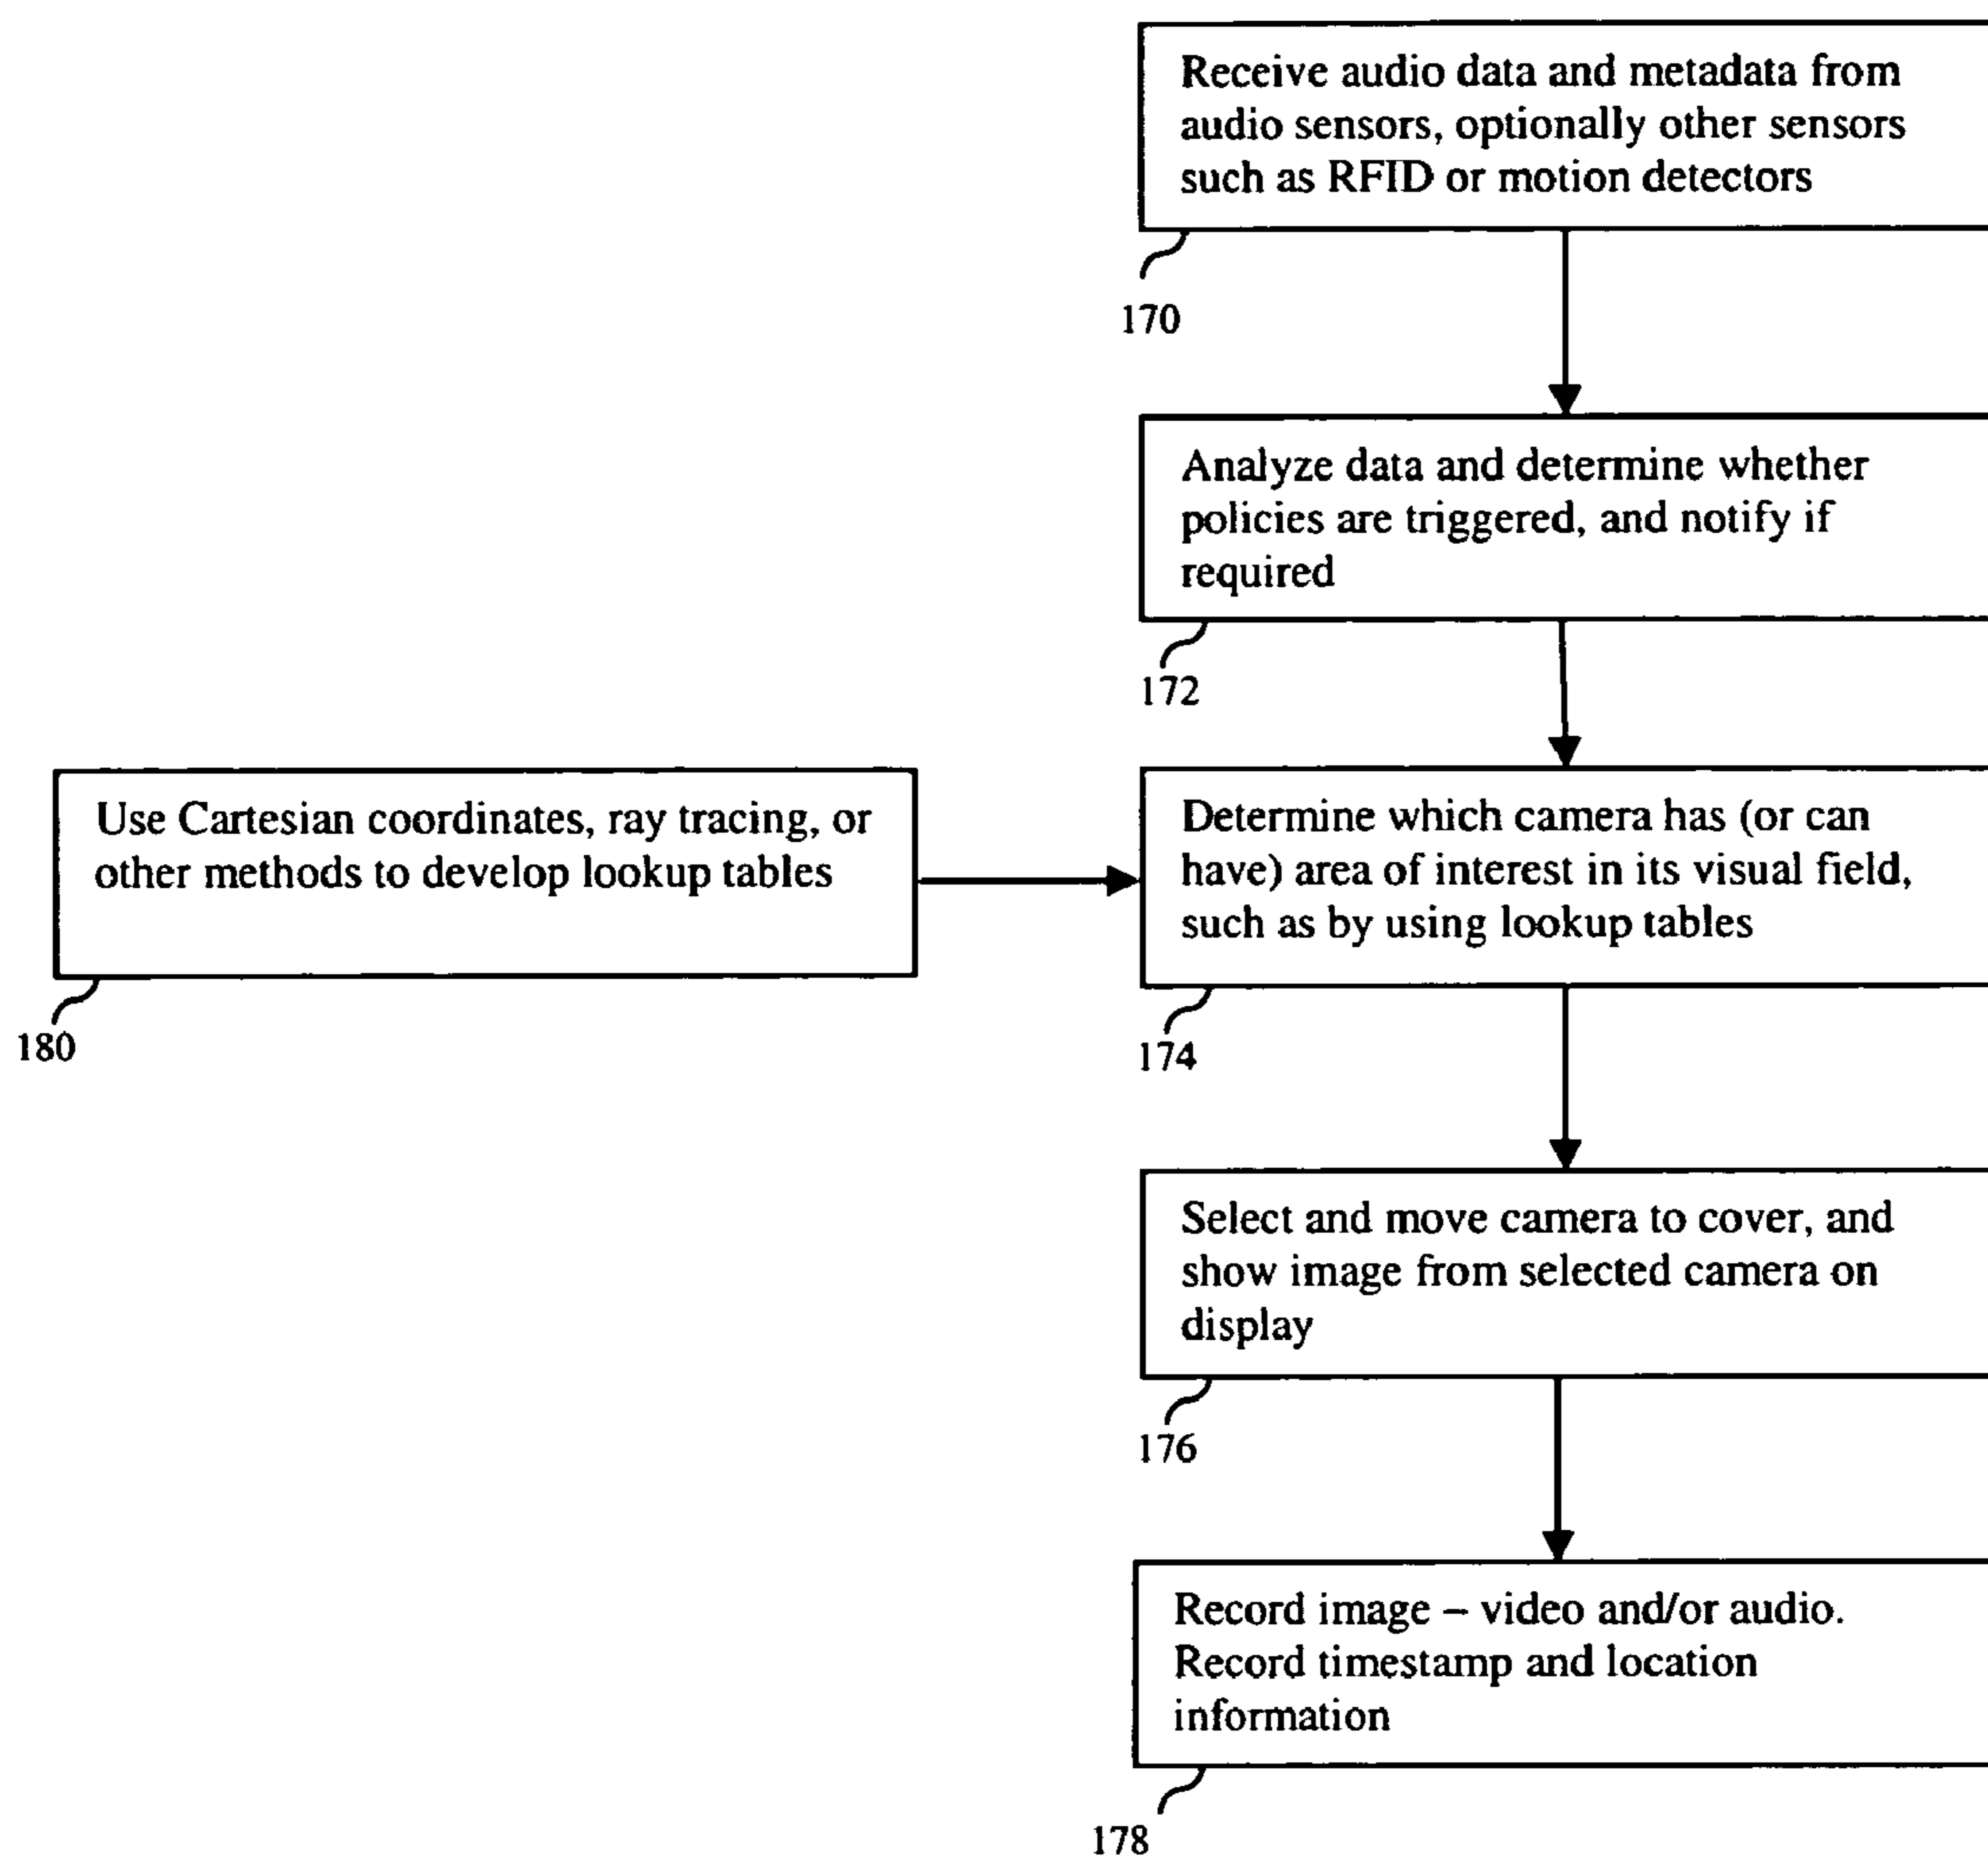 Receive audio data and metadata from
audio sensors, optionally other sensors
such as RFID or motion detectors
170
Analyze data and determine whether
policies are triggered, and notify if
required
172
Use Cartesian coordinates, ray tracing, or
other methods to develop lookup tables
180
Determine which camera has (or can
have) area of interest in its visual field,
such as by using lookup tables
174
Select and move camera to cover, and
show image from selected camera on
display
176
Record image – video and/or audio.
Record timestamp and location
information
178